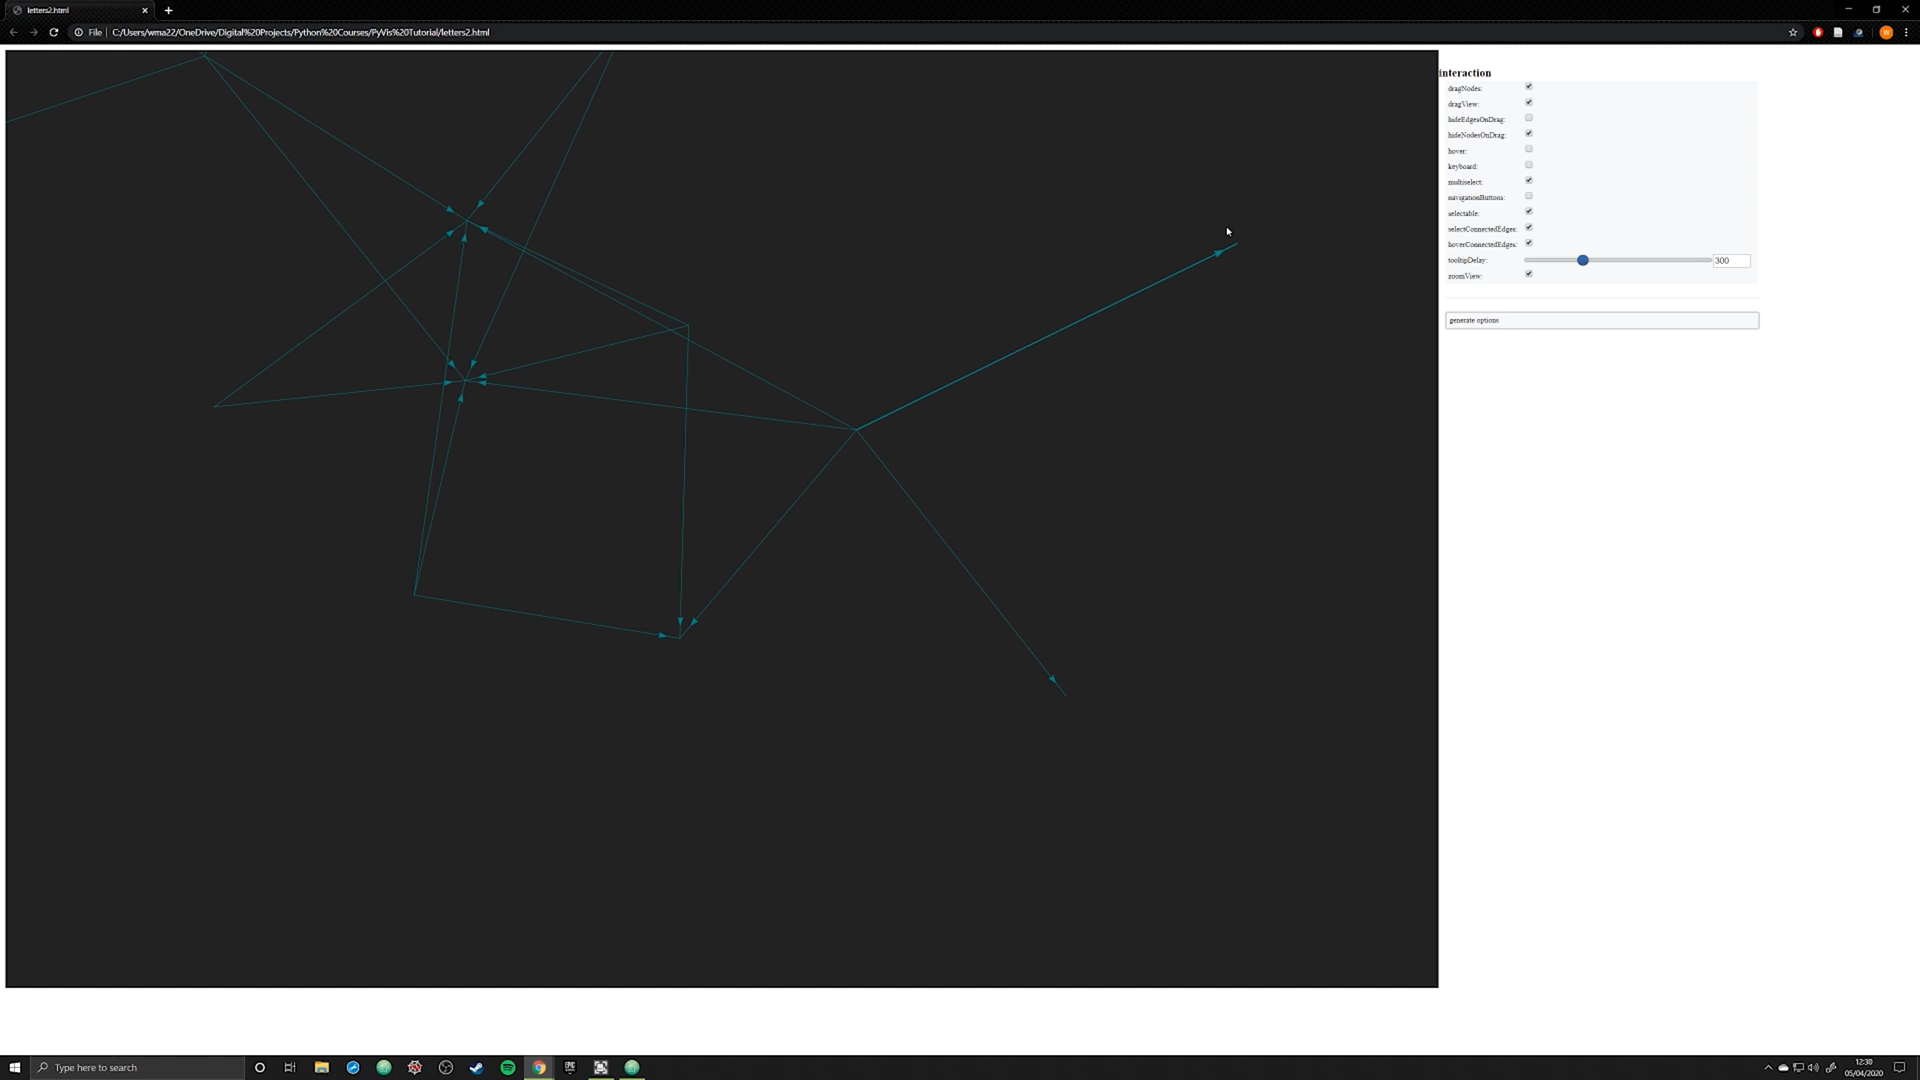 letters2.html
File
C:/Users/wma22/OneDrive/Digital%20Projects/Python%20Courses/PyVis%20Tutorial/letters2.html
W
interaction
dragNodes:
dragView:
hideEdgesOnDrag:
hideNodesOnDrag:
hover:
keyboard:
multiselect:
navigationButtons:
selectable:
selectConnectedEdges:
hoverConnectedEdges:
tooltipDelay: 300
zoomView:
generate options
Type here to search
EPIC
12:30
05/04/2020